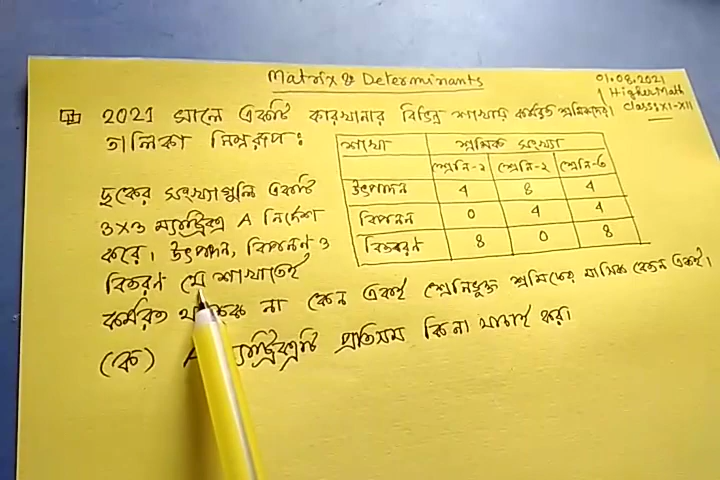 Matrix & Determinants
01.08.2021
Higher Math
Class: XI-XII
2021 সালে একটি কারখানার বিভিন্ন শাখায় কর্মরত শ্রমিকদের
তালিকা নিম্নরূপ:
শাখা শ্রমিক সংখ্যা
শ্রেনি-১ শ্রেনি-২ শ্রেনি-৩
উৎপাদন 4 8 4
বিপনন 0 4 4
বিতরণ 8 0 8
ছকের সংখ্যাগুলি একটি
3×3 ম্যাট্রিক্স A নির্দেশ
করে। উৎপাদন, বিপনন ও
বিতরণ যে শাখাতেই
কর্মরত না কেন একই শ্রেনিভুক্ত শ্রমিকের মাসিক বেতন একই।
(ক) প্রতিসম কিনা যাচাই কর।